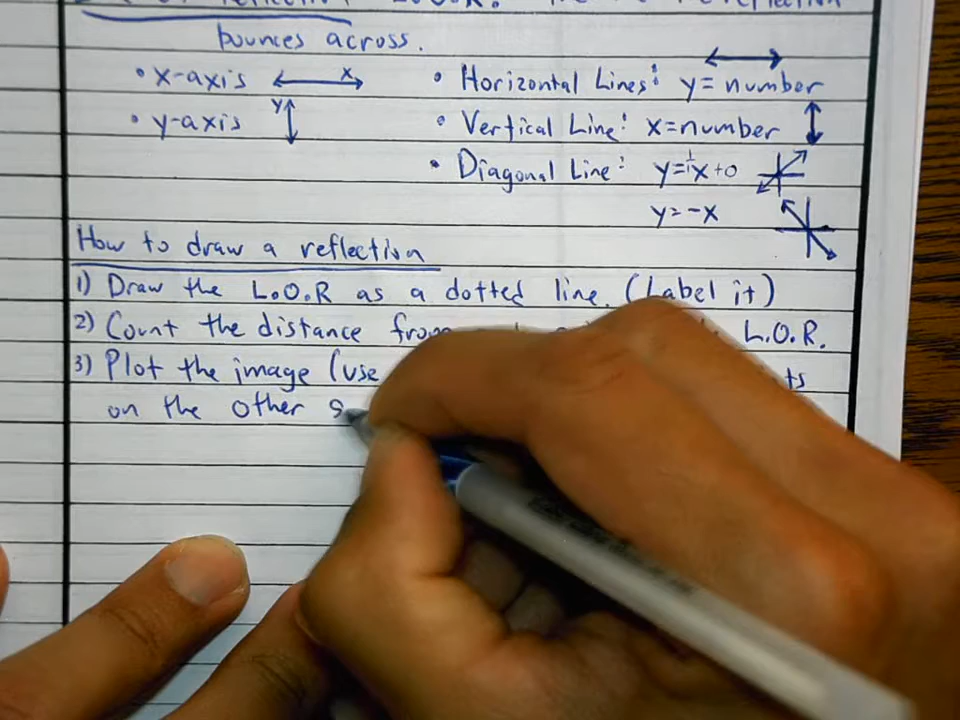 bounces across.
• x-axis x
• y-axis y
• Horizontal Lines: y= number
• Vertical Line: x=number
• Diagonal Line: y=1/1x+0
y=-x
How to draw a reflection
1) Draw the L.O.R as a dotted line. (Label it)
2) Count the distance from L.O.R.
3) Plot the image (use
on the other s